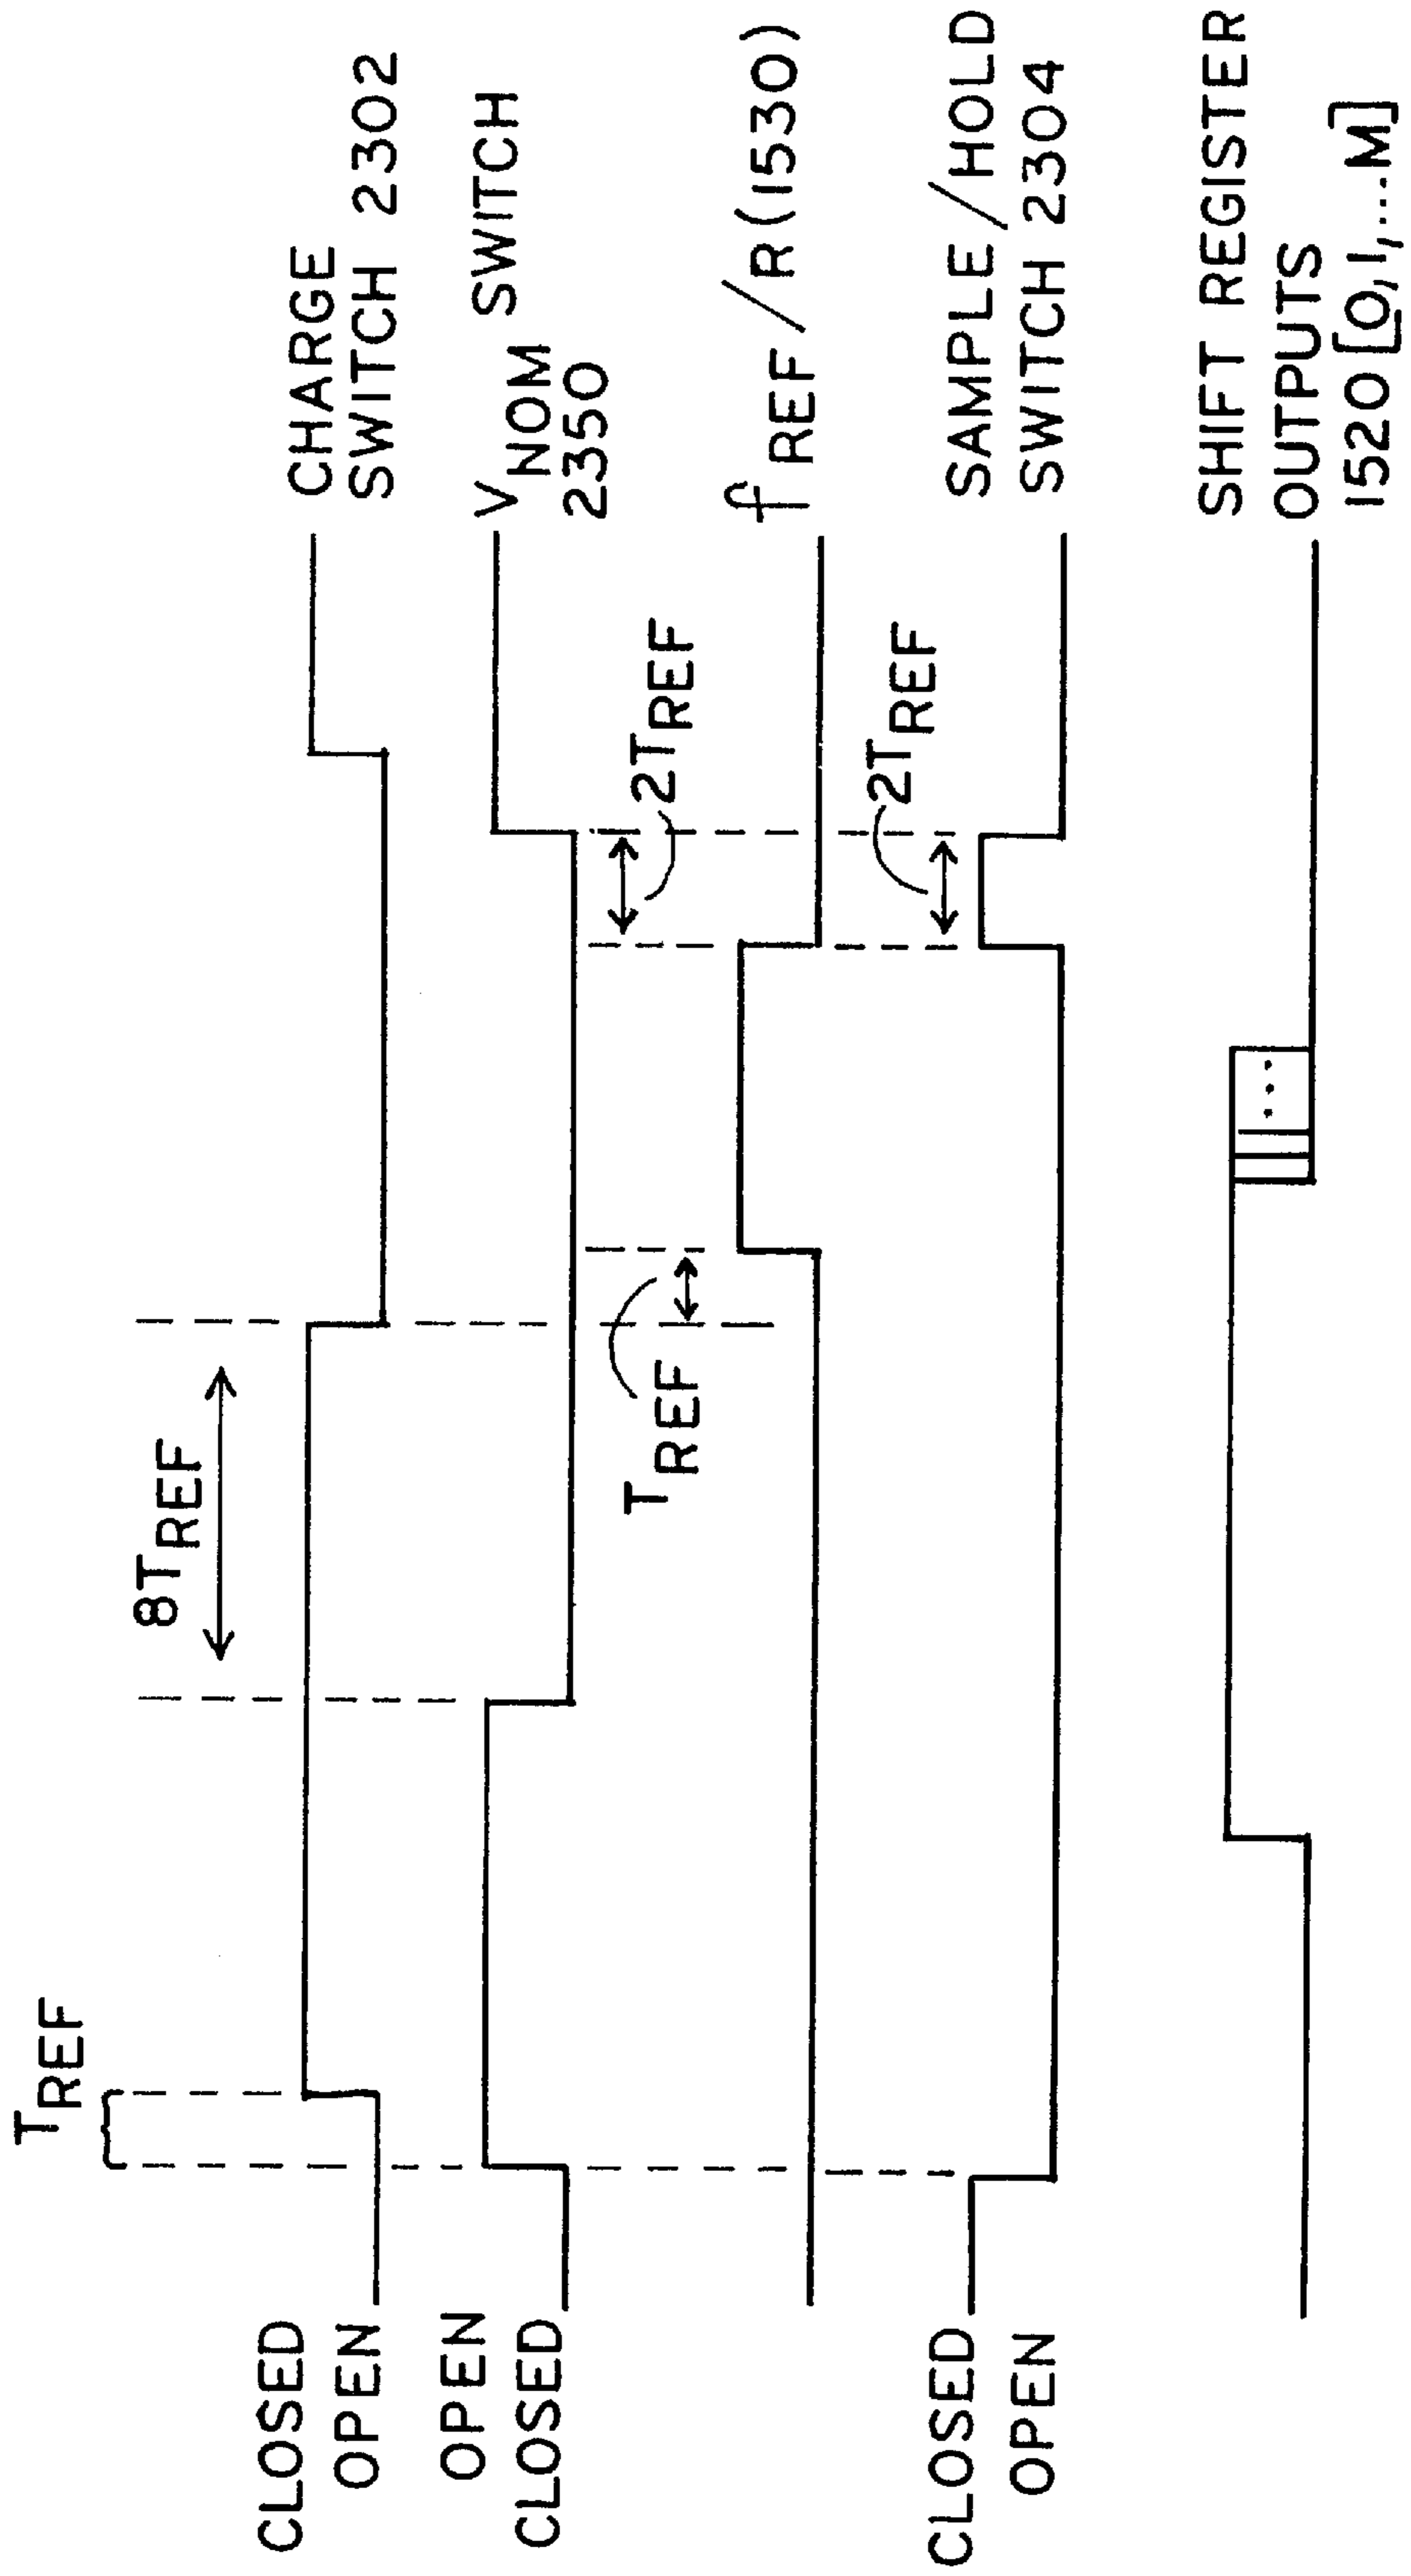 T REF
8T REF
CLOSED
OPEN
CHARGE
SWITCH 2302
OPEN
CLOSED
V NOM SWITCH
2350
T REF
2T REF
f REF / R (1530)
2T REF
CLOSED
OPEN
SAMPLE / HOLD
SWITCH 2304
SHIFT REGISTER
OUTPUTS
1520 [0, 1, ... M]